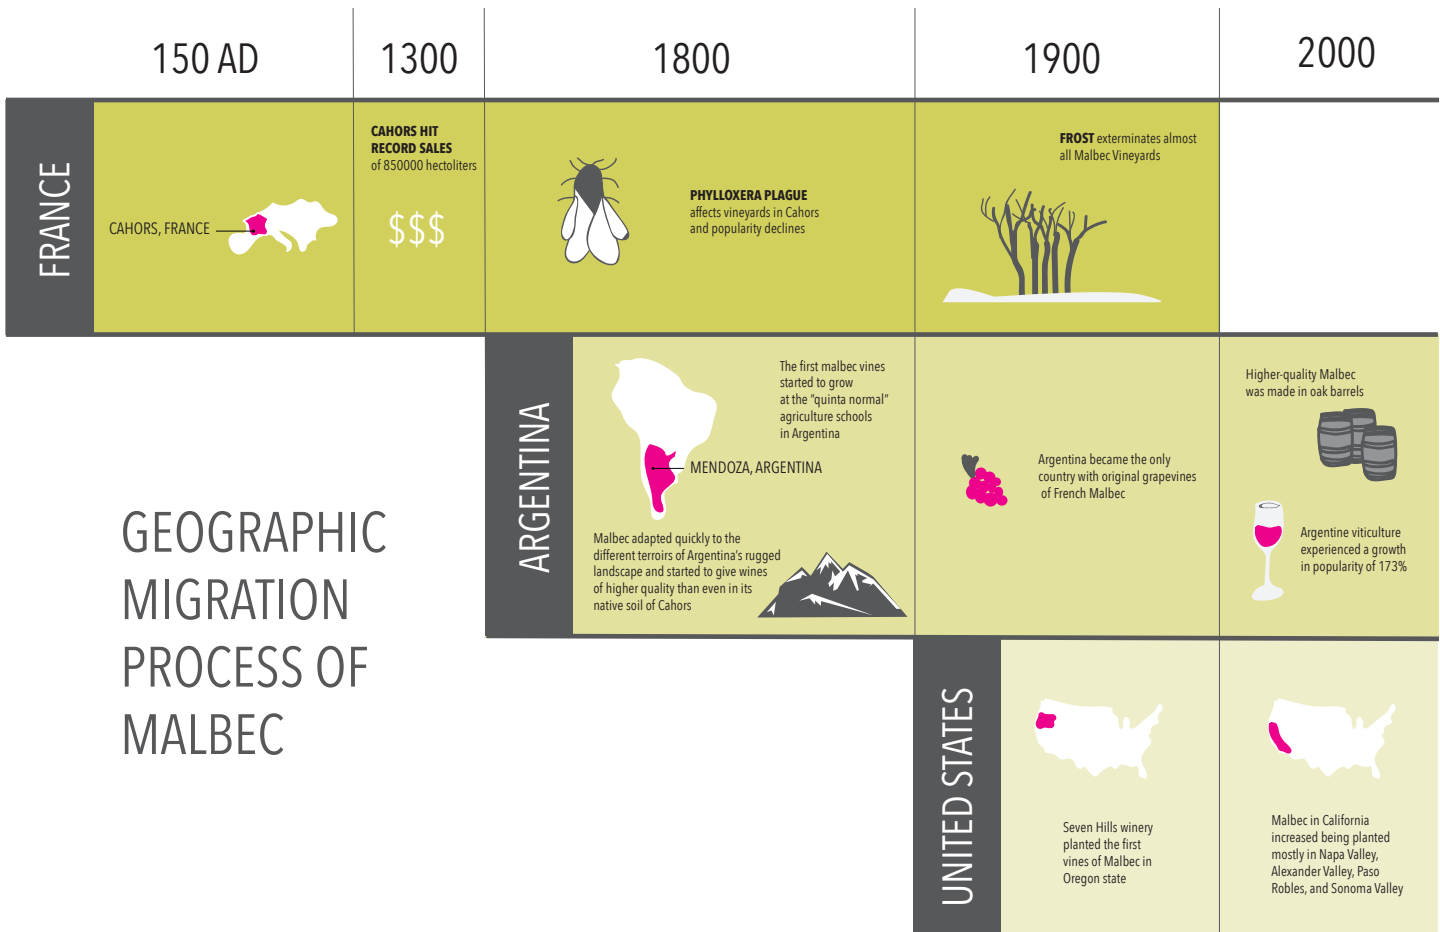 150 AD
1300
1800
1900
2000
FRANCE
CAHORS, FRANCE
CAHORS HIT
RECORD SALES
of 850000 hectoliters
$$$
PHYLLOXERA PLAGUE
affects vineyards in Cahors
and popularity declines
FROST exterminates almost
all Malbec Vineyards
ARGENTINA
The first malbec vines
started to grow
at the “quinta normal”
agriculture schools
in Argentina
MENDOZA, ARGENTINA
Malbec adapted quickly to the
different terroirs of Argentina’s rugged
landscape and started to give wines
of higher quality than even in its
native soil of Cahors
Argentina became the only
country with original grapevines
of French Malbec
Higher-quality Malbec
was made in oak barrels
Argentine viticulture
experienced a growth
in popularity of 173%
GEOGRAPHIC
MIGRATION
PROCESS OF
MALBEC
UNITED STATES
Seven Hills winery
planted the first
vines of Malbec in
Oregon state
Malbec in California
increased being planted
mostly in Napa Valley,
Alexander Valley, Paso
Robles, and Sonoma Valley